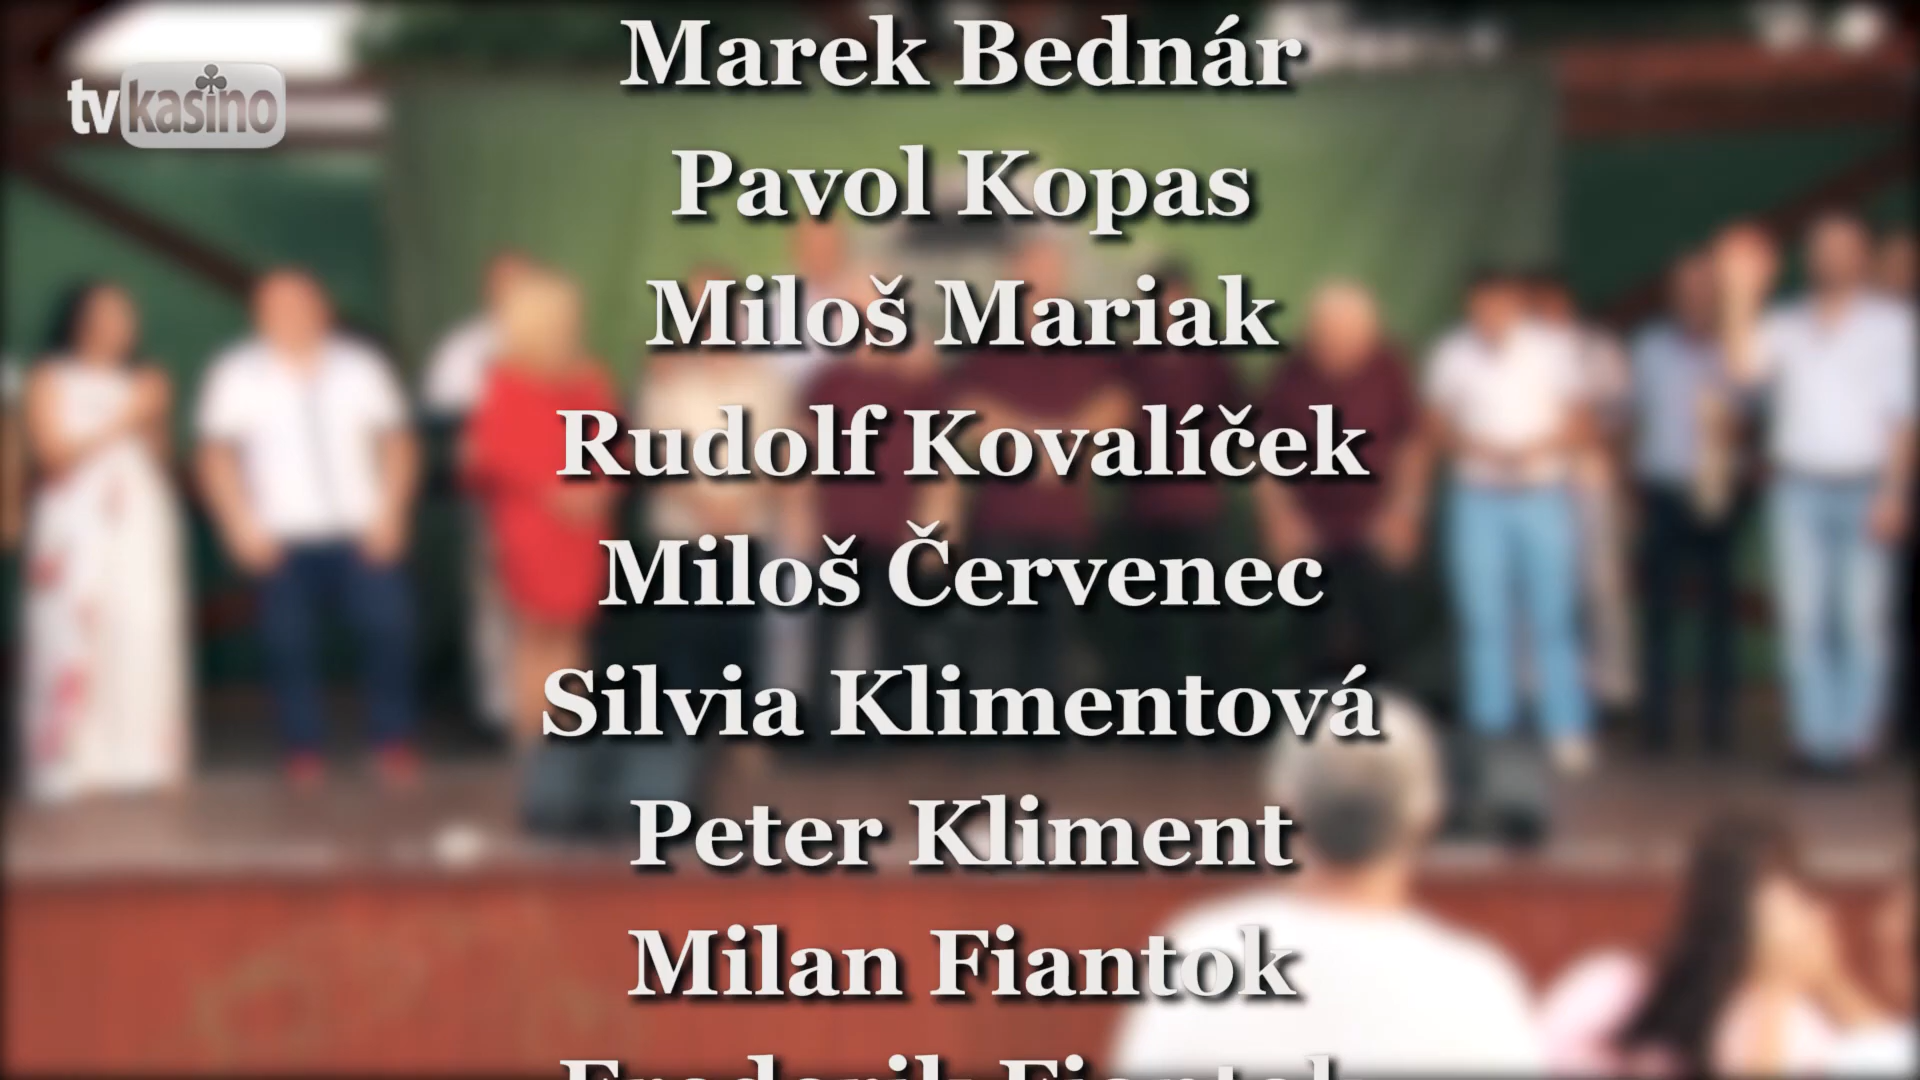 Marek Bednár
tvkasino
Pavol Kopas
Miloš Mariak
Rudolf Kovalíček
Miloš Červenec
Silvia Klimentová
Peter Kliment
Milan Fiantok